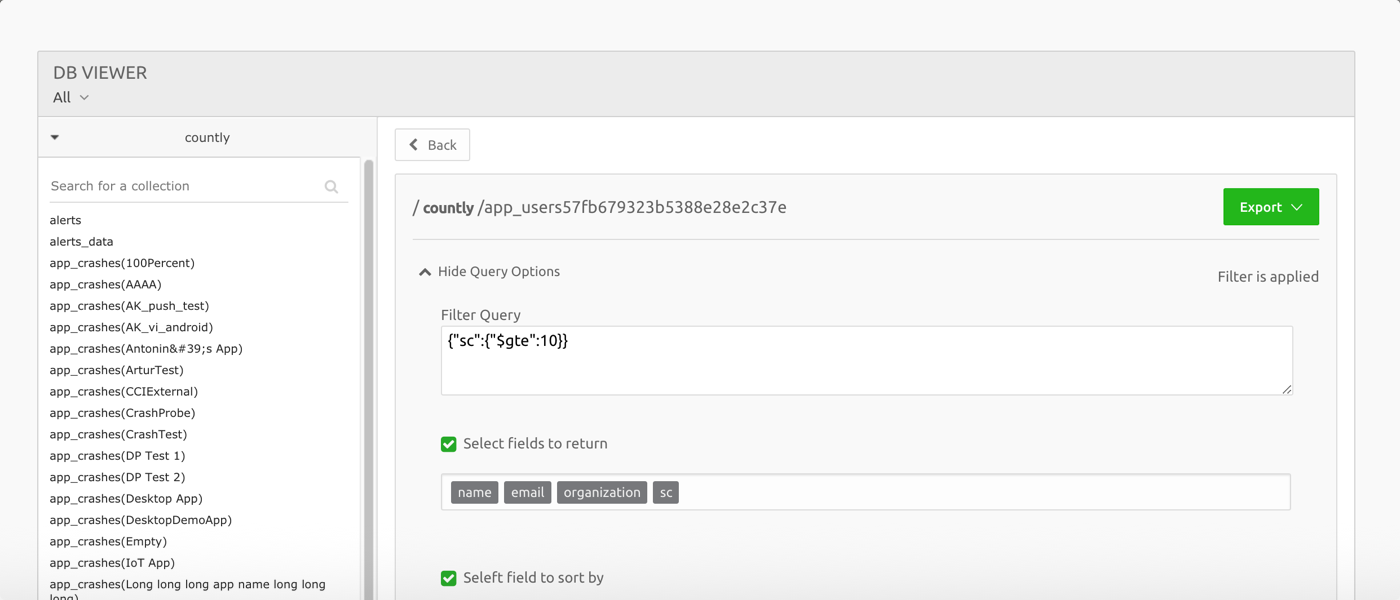 DB VIEWER
All
countly
Search for a collection
alerts
alerts_data
app_crashes(100Percent)
app_crashes(AAAA)
app_crashes(AK_push_test)
app_crashes(AK_vi_android)
app_crashes(Antonin&#39;s App)
app_crashes(ArturTest)
app_crashes(CCIExternal)
app_crashes(CrashProbe)
app_crashes(CrashTest)
app_crashes(DP Test 1)
app_crashes(DP Test 2)
app_crashes(Desktop App)
app_crashes(DesktopDemoApp)
app_crashes(Empty)
app_crashes(IoT App)
app_crashes(Long long long app name long long
long)
Back
/ countly /app_users57fb679323b5388e28e2c37e
Export
Hide Query Options
Filter is applied
Filter Query
{"sc":{"$gte":10}}
Select fields to return
name email organization sc
Seleft field to sort by